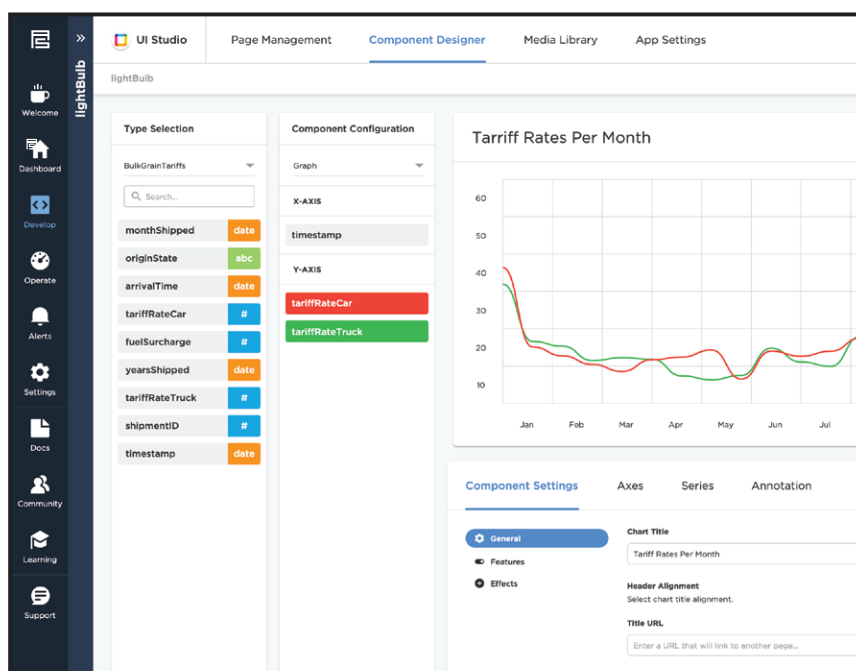 UI Studio
Page Management
Component Designer
Media Library
App Settings
lightBulb
lightBulb
Welcome
Dashboard
Develop
Operate
Alerts
Settings
Docs
Community
Learning
Support
Type Selection
BulkGrainTariffs
Search...
monthShipped date
originState abc
arrivalTime date
tariffRateCar #
fuelSurcharge #
yearsShipped date
tariffRateTruck #
shipmentID #
timestamp date
Component Configuration
Graph
X-AXIS
timestamp
Y-AXIS
tariffRateCar
tariffRateTruck
Tarriff Rates Per Month
60
50
40
30
20
10
Jan Feb Mar Apr May Jun Jul
Component Settings
Axes
Series
Annotation
General
Features
Effects
Chart Title
Tariff Rates Per Month
Header Alignment
Select chart title alignment.
Title URL
Enter a URL that will link to another page...